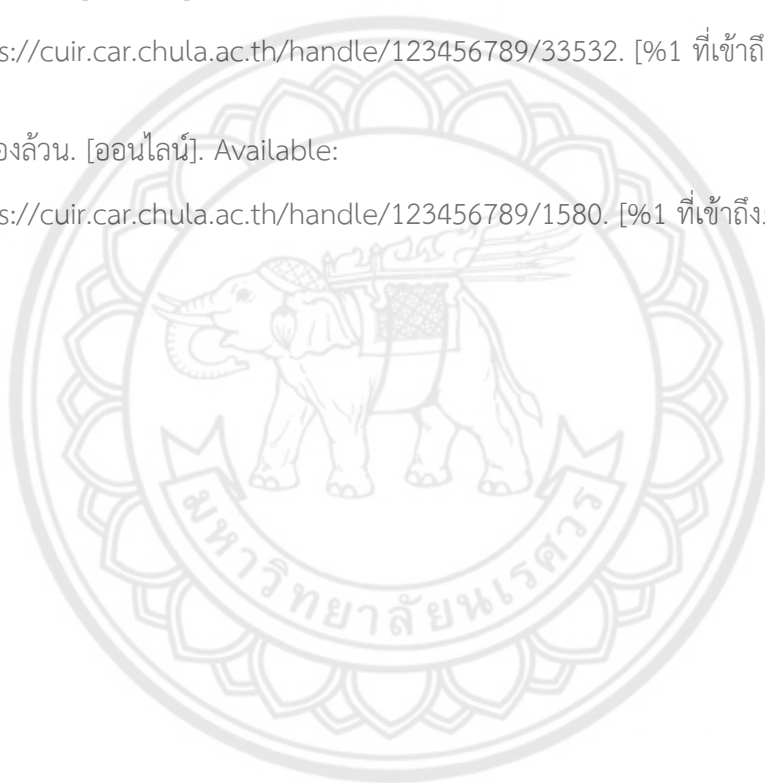 s://cuir.car.chula.ac.th/handle/123456789/33532. [%1 ที่เข้าถึ
องล้วน. [ออนไลน์]. Available:
s://cuir.car.chula.ac.th/handle/123456789/1580. [%1 ที่เข้าถึง
มหาวิทยาลัยนเรศวร